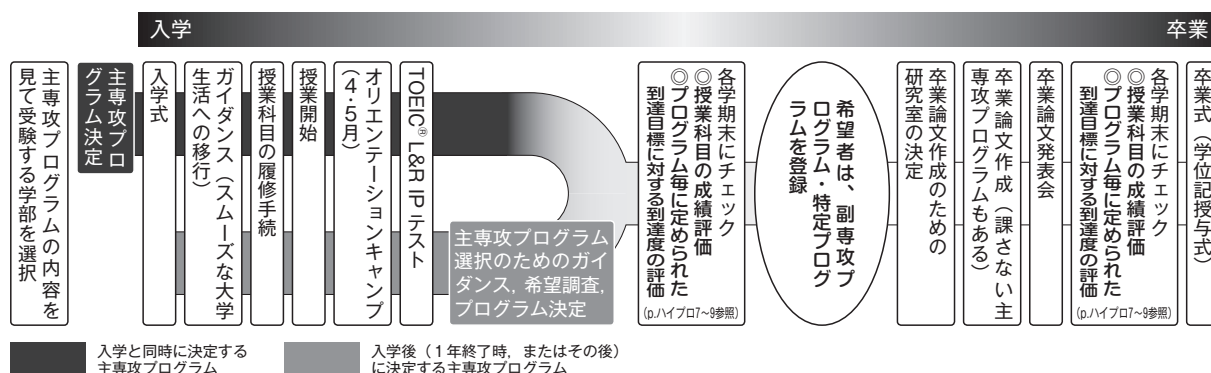 入学
卒業
主専攻プログラムの内容を
見て受験する学部を選択
主専攻プロ
グラム決定
入学式
ガイダンス（スムーズな大学
生活への移行）
授業科目の履修手続
授業開始
オリエンテーションキャンプ
（4・5月）
TOEIC® L&R IP テスト
主専攻プログラム
選択のためのガイ
ダンス，希望調査，
プログラム決定
各学期末にチェック
◎授業科目の成績評価
◎プログラム毎に定められた
到達目標に対する到達度の評価
(p.ハイプロ7〜9参照)
希望者は、副専攻プ
ログラム・特定プログ
ラムを登録
卒業論文作成のための
研究室の決定
卒業論文作成（課さない主
専攻プログラムもある）
卒業論文発表会
各学期末にチェック
◎授業科目の成績評価
◎プログラム毎に定められた
到達目標に対する到達度の評価
(p.ハイプロ7〜9参照)
卒業式（学位記授与式）
入学と同時に決定する
主専攻プログラム
入学後（1年終了時，またはその後）
に決定する主専攻プログラム